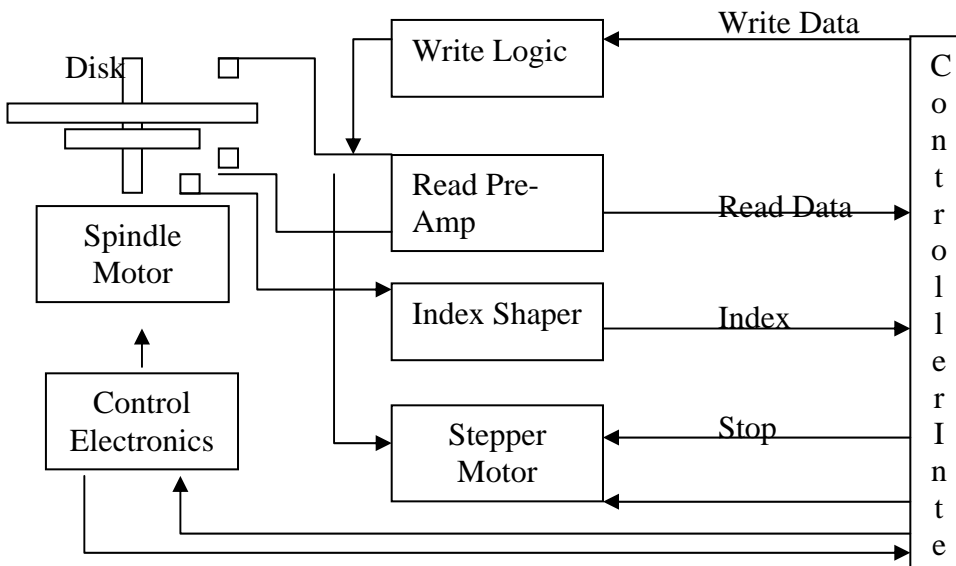 Disk
Spindle
Motor
Control
Electronics
Write Logic
Read Pre-
Amp
Index Shaper
Stepper
Motor
Write Data
Read Data
Index
Stop
C
o
n
t
r
o
l
l
e
r
I
n
t
e